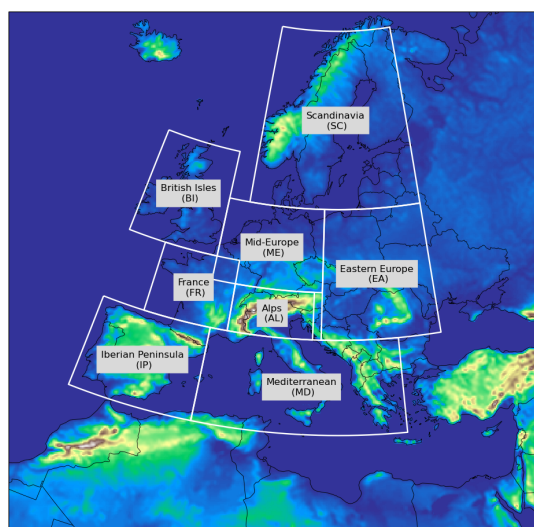 Scandinavia
(SC)
British Isles
(BI)
Mid-Europe
(ME)
Eastern Europe
(EA)
France
(FR)
Alps
(AL)
Iberian Peninsula
(IP)
Mediterranean
(MD)